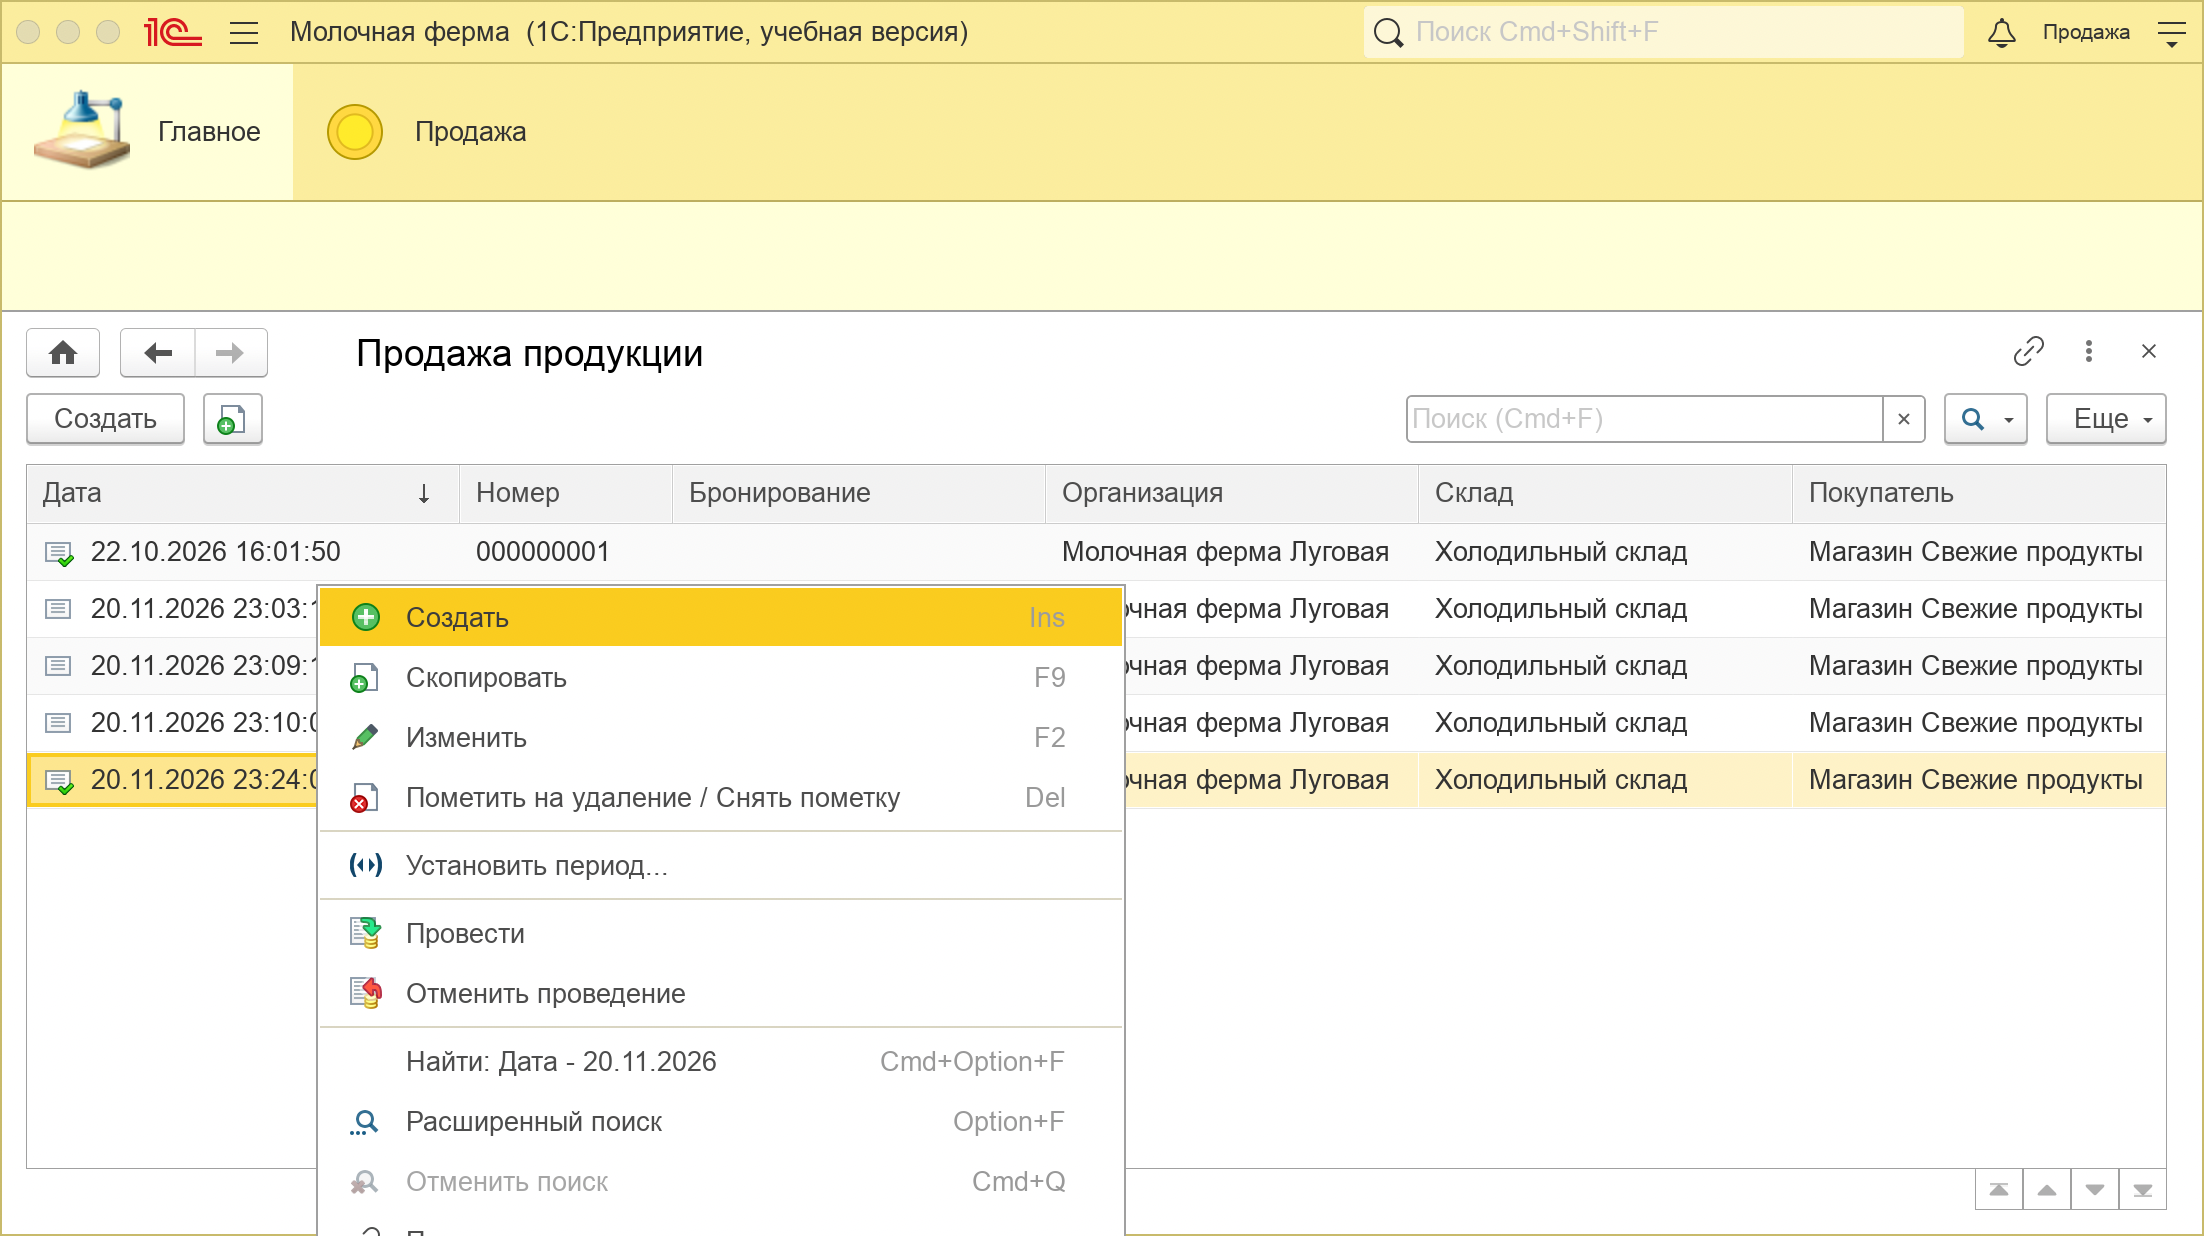 1С Молочная ферма (1С:Предприятие, учебная версия) Поиск Cmd+Shift+F Продажа
Главное Продажа
Продажа продукции
Создать Поиск (Cmd+F) × Еще
Дата ↓ Номер Бронирование Организация Склад Покупатель
22.10.2026 16:01:50 000000001 Молочная ферма Луговая Холодильный склад Магазин Свежие продукты
20.11.2026 23:03:1 чная ферма Луговая Холодильный склад Магазин Свежие продукты
20.11.2026 23:09:1 чная ферма Луговая Холодильный склад Магазин Свежие продукты
20.11.2026 23:10:0 чная ферма Луговая Холодильный склад Магазин Свежие продукты
20.11.2026 23:24:0 чная ферма Луговая Холодильный склад Магазин Свежие продукты
Создать Ins
Скопировать F9
Изменить F2
Пометить на удаление / Снять пометку Del
Установить период...
Провести
Отменить проведение
Найти: Дата - 20.11.2026 Cmd+Option+F
Расширенный поиск Option+F
Отменить поиск Cmd+Q